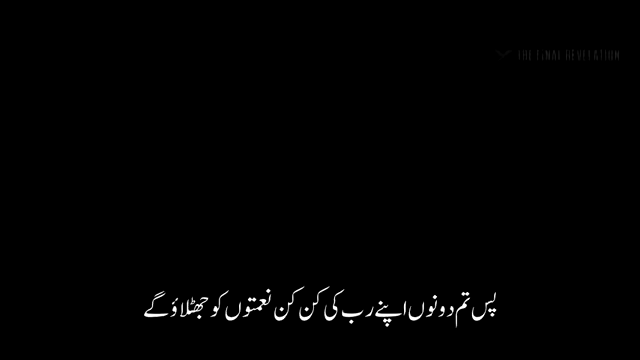 THE FINAL REVELATION
پس تم دونوں اپنے رب کی کن کن نعمتوں کو جھٹلاؤ گے